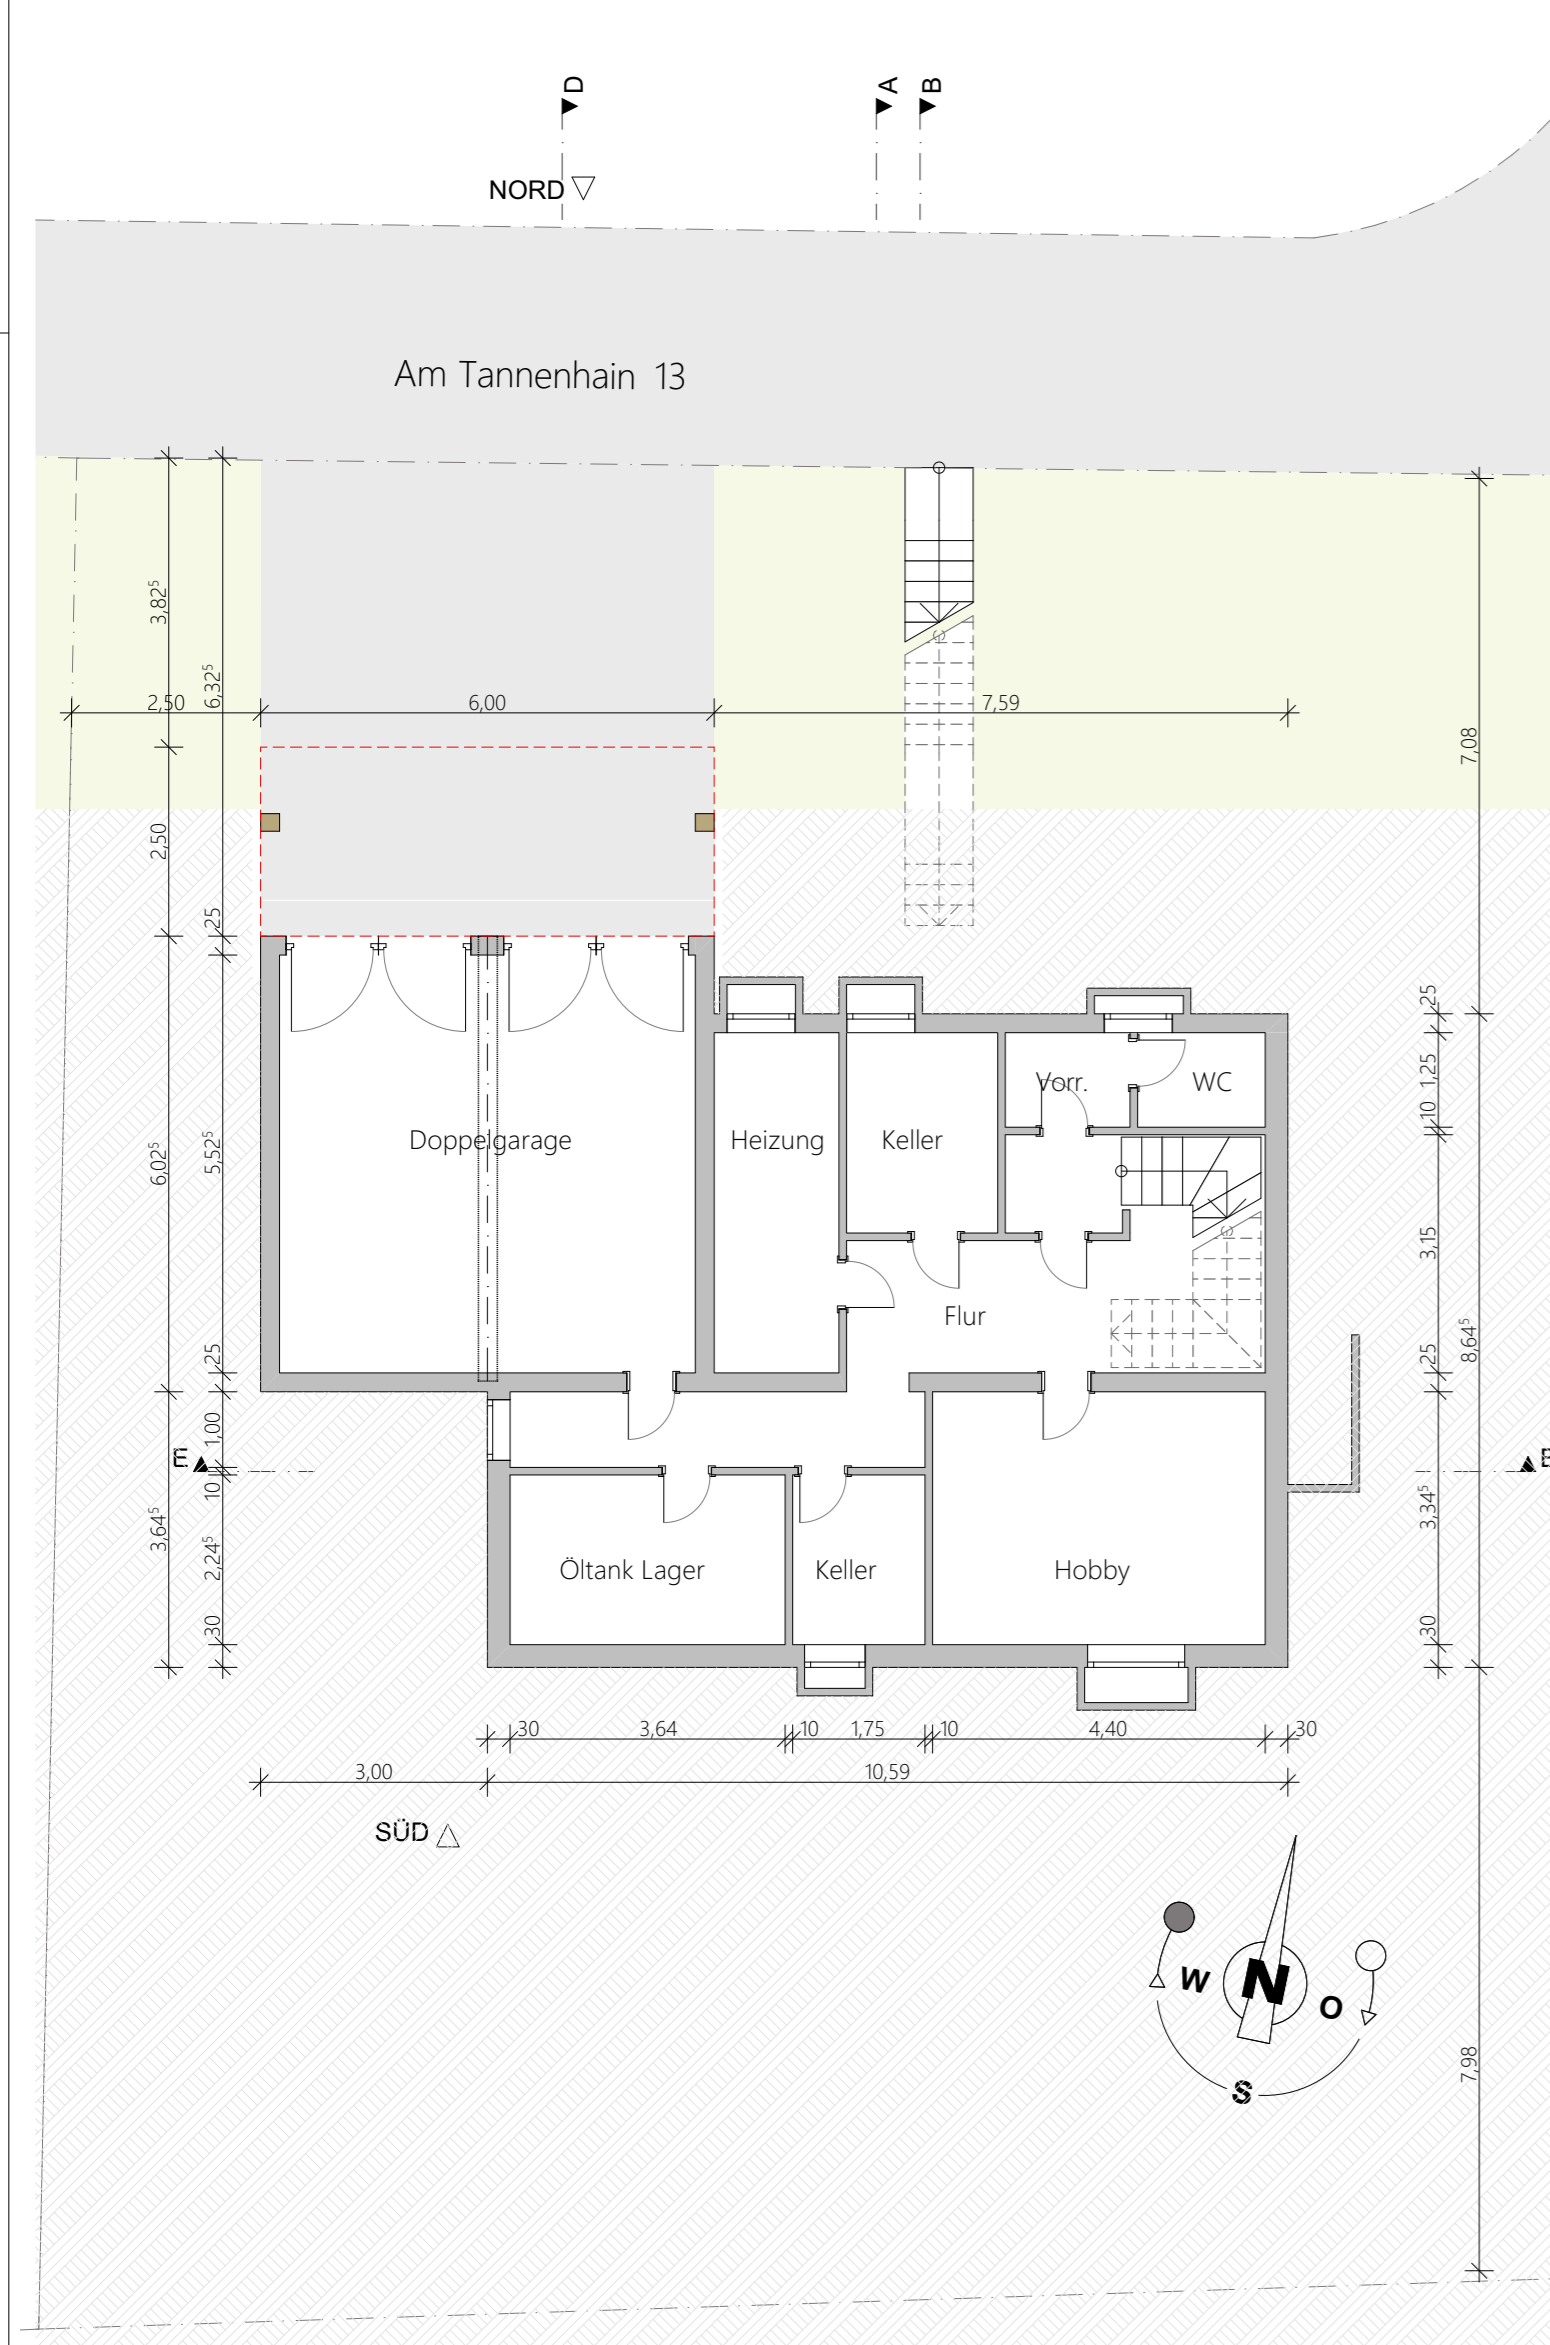 D
A
B
NORD
Am Tannenhain 13
3,82⁵
6,32⁵
2,50
6,00
7,59
7,08
2,50
25
25
Doppelgarage
Heizung
Keller
Vorr.
WC
1,25
10
6,02⁵
5,52⁵
3,15
Flur
25
25
8,64⁵
1,00
E
10
3,64⁵
2,24⁵
30
Öltank Lager
Keller
Hobby
3,34⁵
30
30
3,64
10
1,75
10
4,40
30
3,00
10,59
SÜD
W
N
O
S
7,98